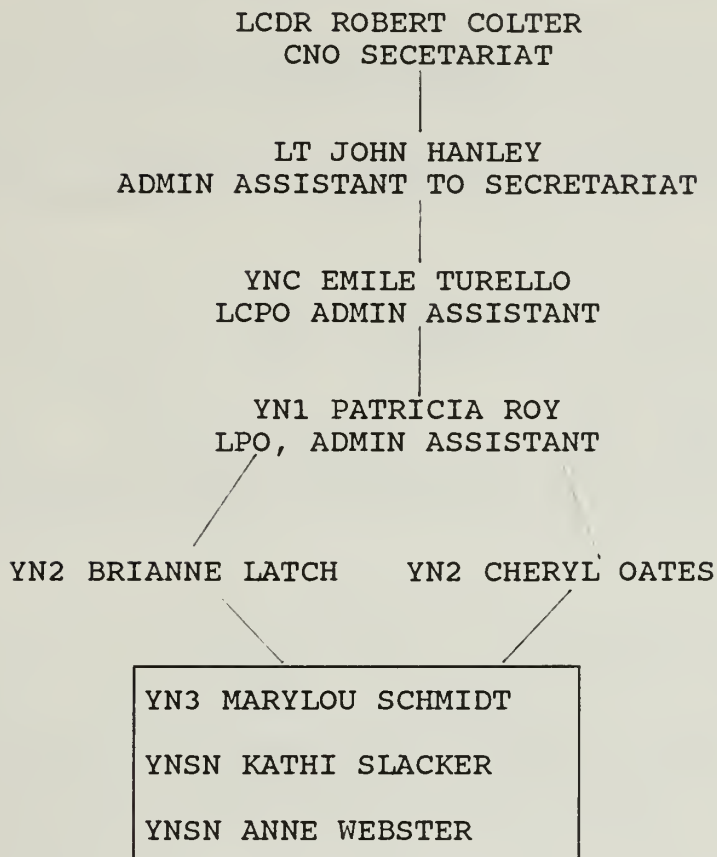 LCDR ROBERT COLTER
CNO SECETARIAT
LT JOHN HANLEY
ADMIN ASSISTANT TO SECRETARIAT
YNC EMILE TURELLO
LCPO ADMIN ASSISTANT
YN1 PATRICIA ROY
LPO, ADMIN ASSISTANT
YN2 BRIANNE LATCH YN2 CHERYL OATES
YN3 MARYLOU SCHMIDT
YNSN KATHI SLACKER
YNSN ANNE WEBSTER